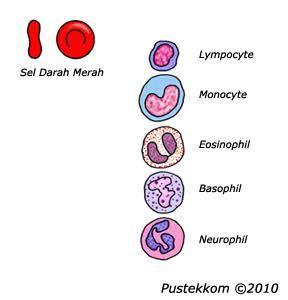 Sel Darah Merah
Lympocyte
Monocyte
Eosinophil
Basophil
Neurophil
Pustekkom ©2010